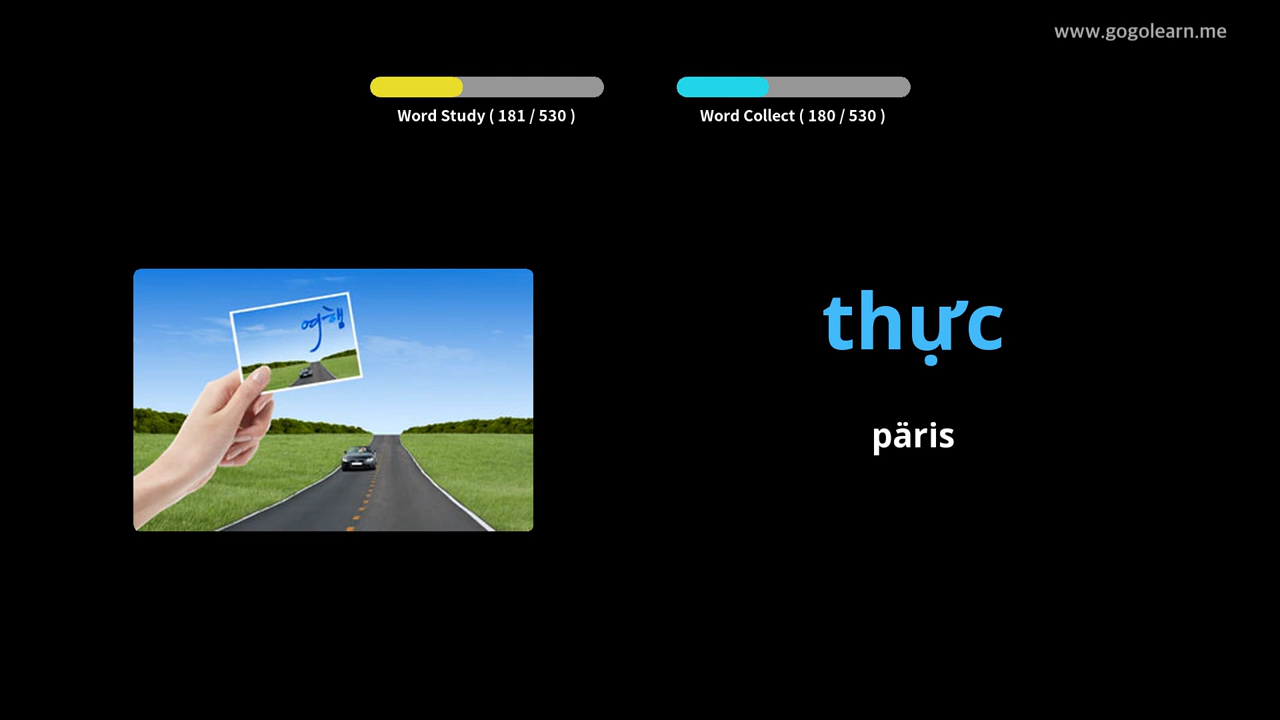 www.gogolearn.me
Word Study ( 181 / 530 )
Word Collect ( 180 / 530 )
여행
thực
päris